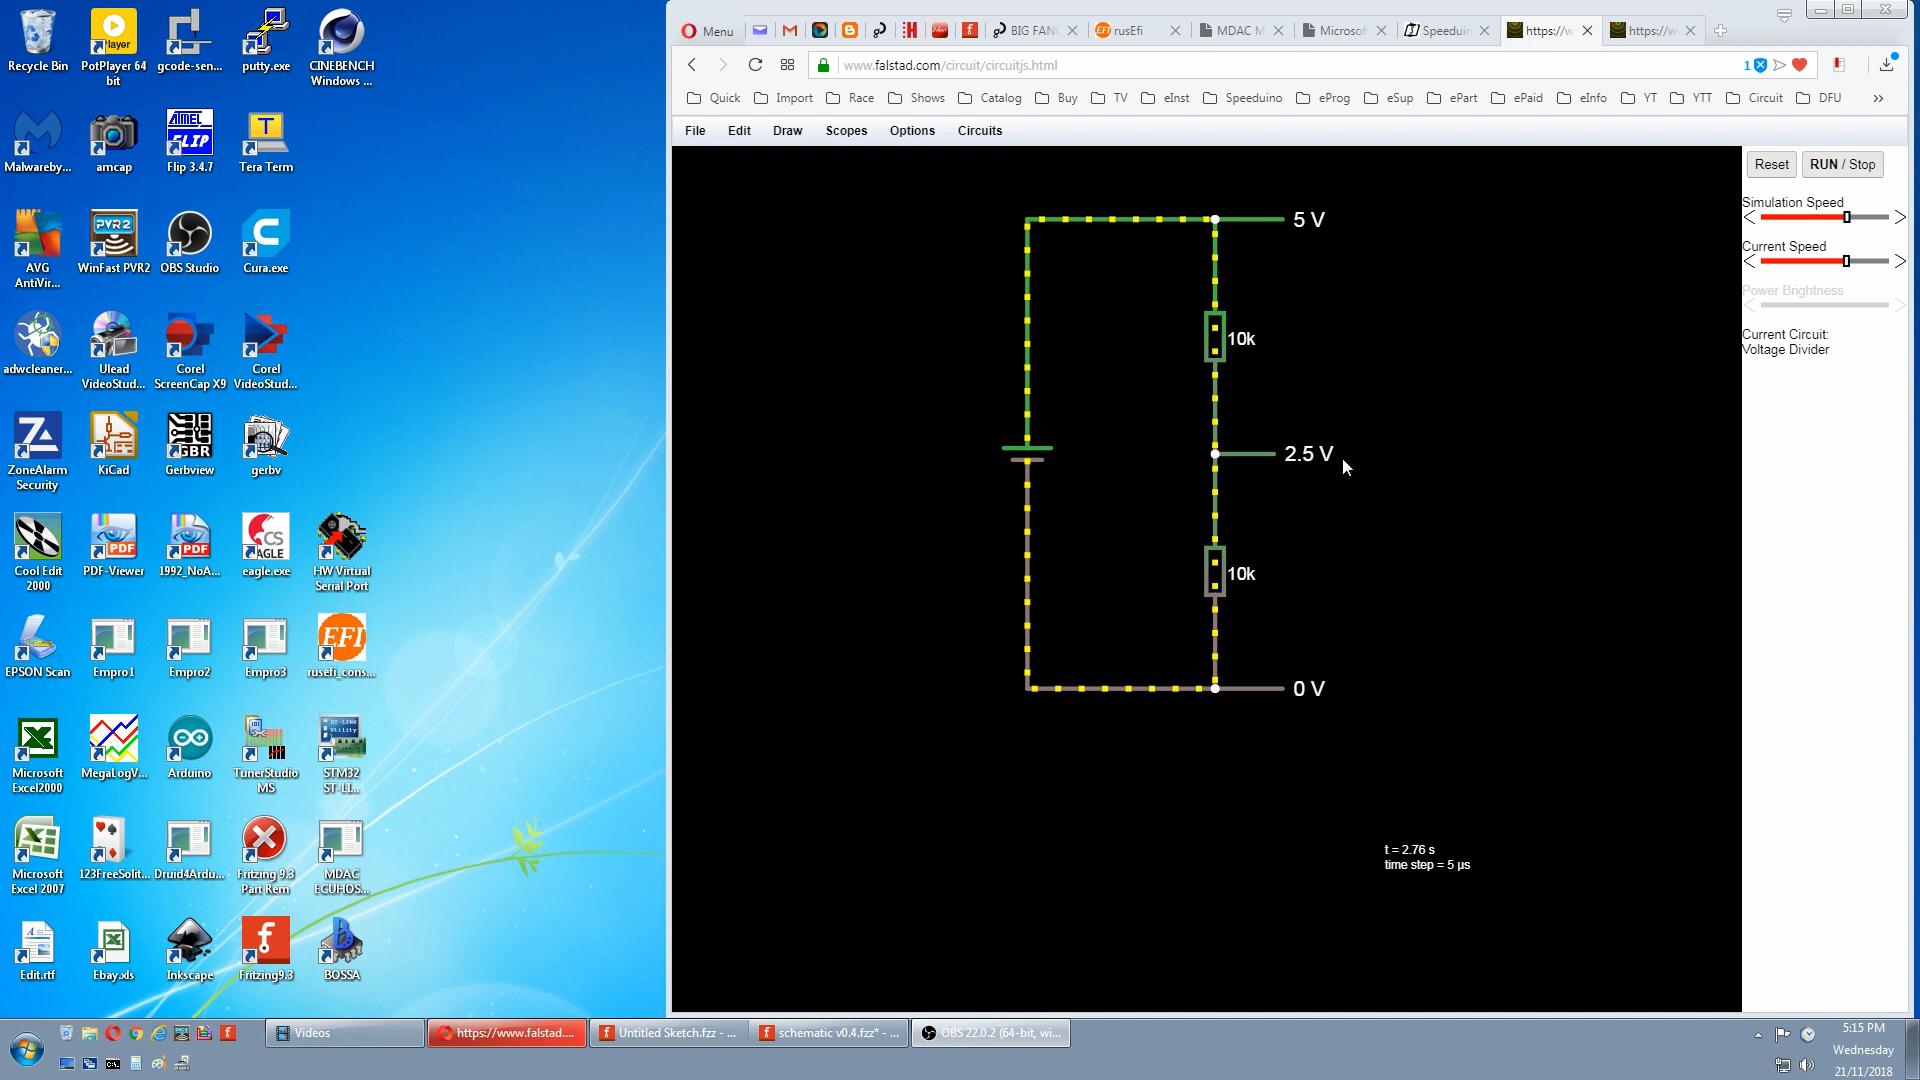 Recycle Bin
PotPlayer 64
bit
gcode-sen...
putty.exe
CINEBENCH
Windows ...
Malwareby...
amcap
Flip 3.4.7
Tera Term
AVG
AntiVir...
WinFast PVR2
OBS Studio
Cura.exe
adwcleaner...
Ulead
VideoStud...
Corel
ScreenCap X9
Corel
VideoStud...
ZoneAlarm
Security
KiCad
Gerbview
gerbv
Cool Edit
2000
PDF-Viewer
1992_NoA...
eagle.exe
HW Virtual
Serial Port
EPSON Scan
Empro1
Empro2
Empro3
rusefi_cons...
Microsoft
Excel2000
MegaLogV...
Arduino
TunerStudio
MS
STM32
ST-LI...
Microsoft
Excel 2007
123FreeSolit...
Druid4Ardu...
Fritzing 9.3
Part Rem
MDAC
ECUHOS...
Edit.rtf
Ebay.xls
Inkscape
Fritzing9.3
BOSSA
Menu
BIG FANC
rusEfi
MDAC M
Microsof
Speeduin
https://w
https://w
www.falstad.com/circuit/circuitjs.html
1
Quick
Import
Race
Shows
Catalog
Buy
TV
eInst
Speeduino
eProg
eSup
ePart
ePaid
eInfo
YT
YTT
Circuit
DFU
File
Edit
Draw
Scopes
Options
Circuits
5 V
10k
2.5 V
10k
0 V
t = 2.76 s
time step = 5 µs
Reset
RUN / Stop
Simulation Speed
Current Speed
Power Brightness
Current Circuit:
Voltage Divider
Videos
https://www.falstad....
Untitled Sketch.fzz - ...
schematic v0.4.fzz* - ...
OBS 22.0.2 (64-bit, wi...
5:15 PM
Wednesday
21/11/2018